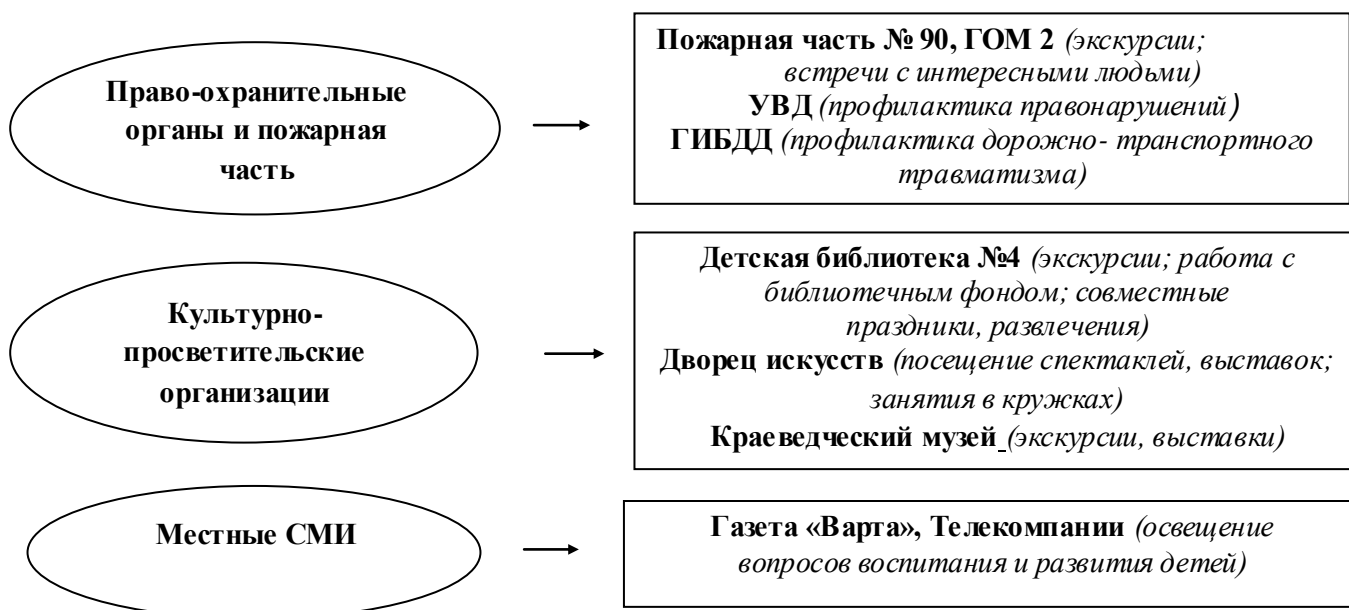 Право-охранительные
органы и пожарная
часть
Пожарная часть № 90, ГОМ 2 (экскурсии;
встречи с интересными людьми)
УВД (профилактика правонарушений)
ГИБДД (профилактика дорожно- транспортного
травматизма)
Культурно-
просветительские
организации
Детская библиотека №4 (экскурсии; работа с
библиотечным фондом; совместные
праздники, развлечения)
Дворец искусств (посещение спектаклей, выставок;
занятия в кружках)
Краеведческий музей (экскурсии, выставки)
Местные СМИ
Газета «Варта», Телекомпании (освещение
вопросов воспитания и развития детей)